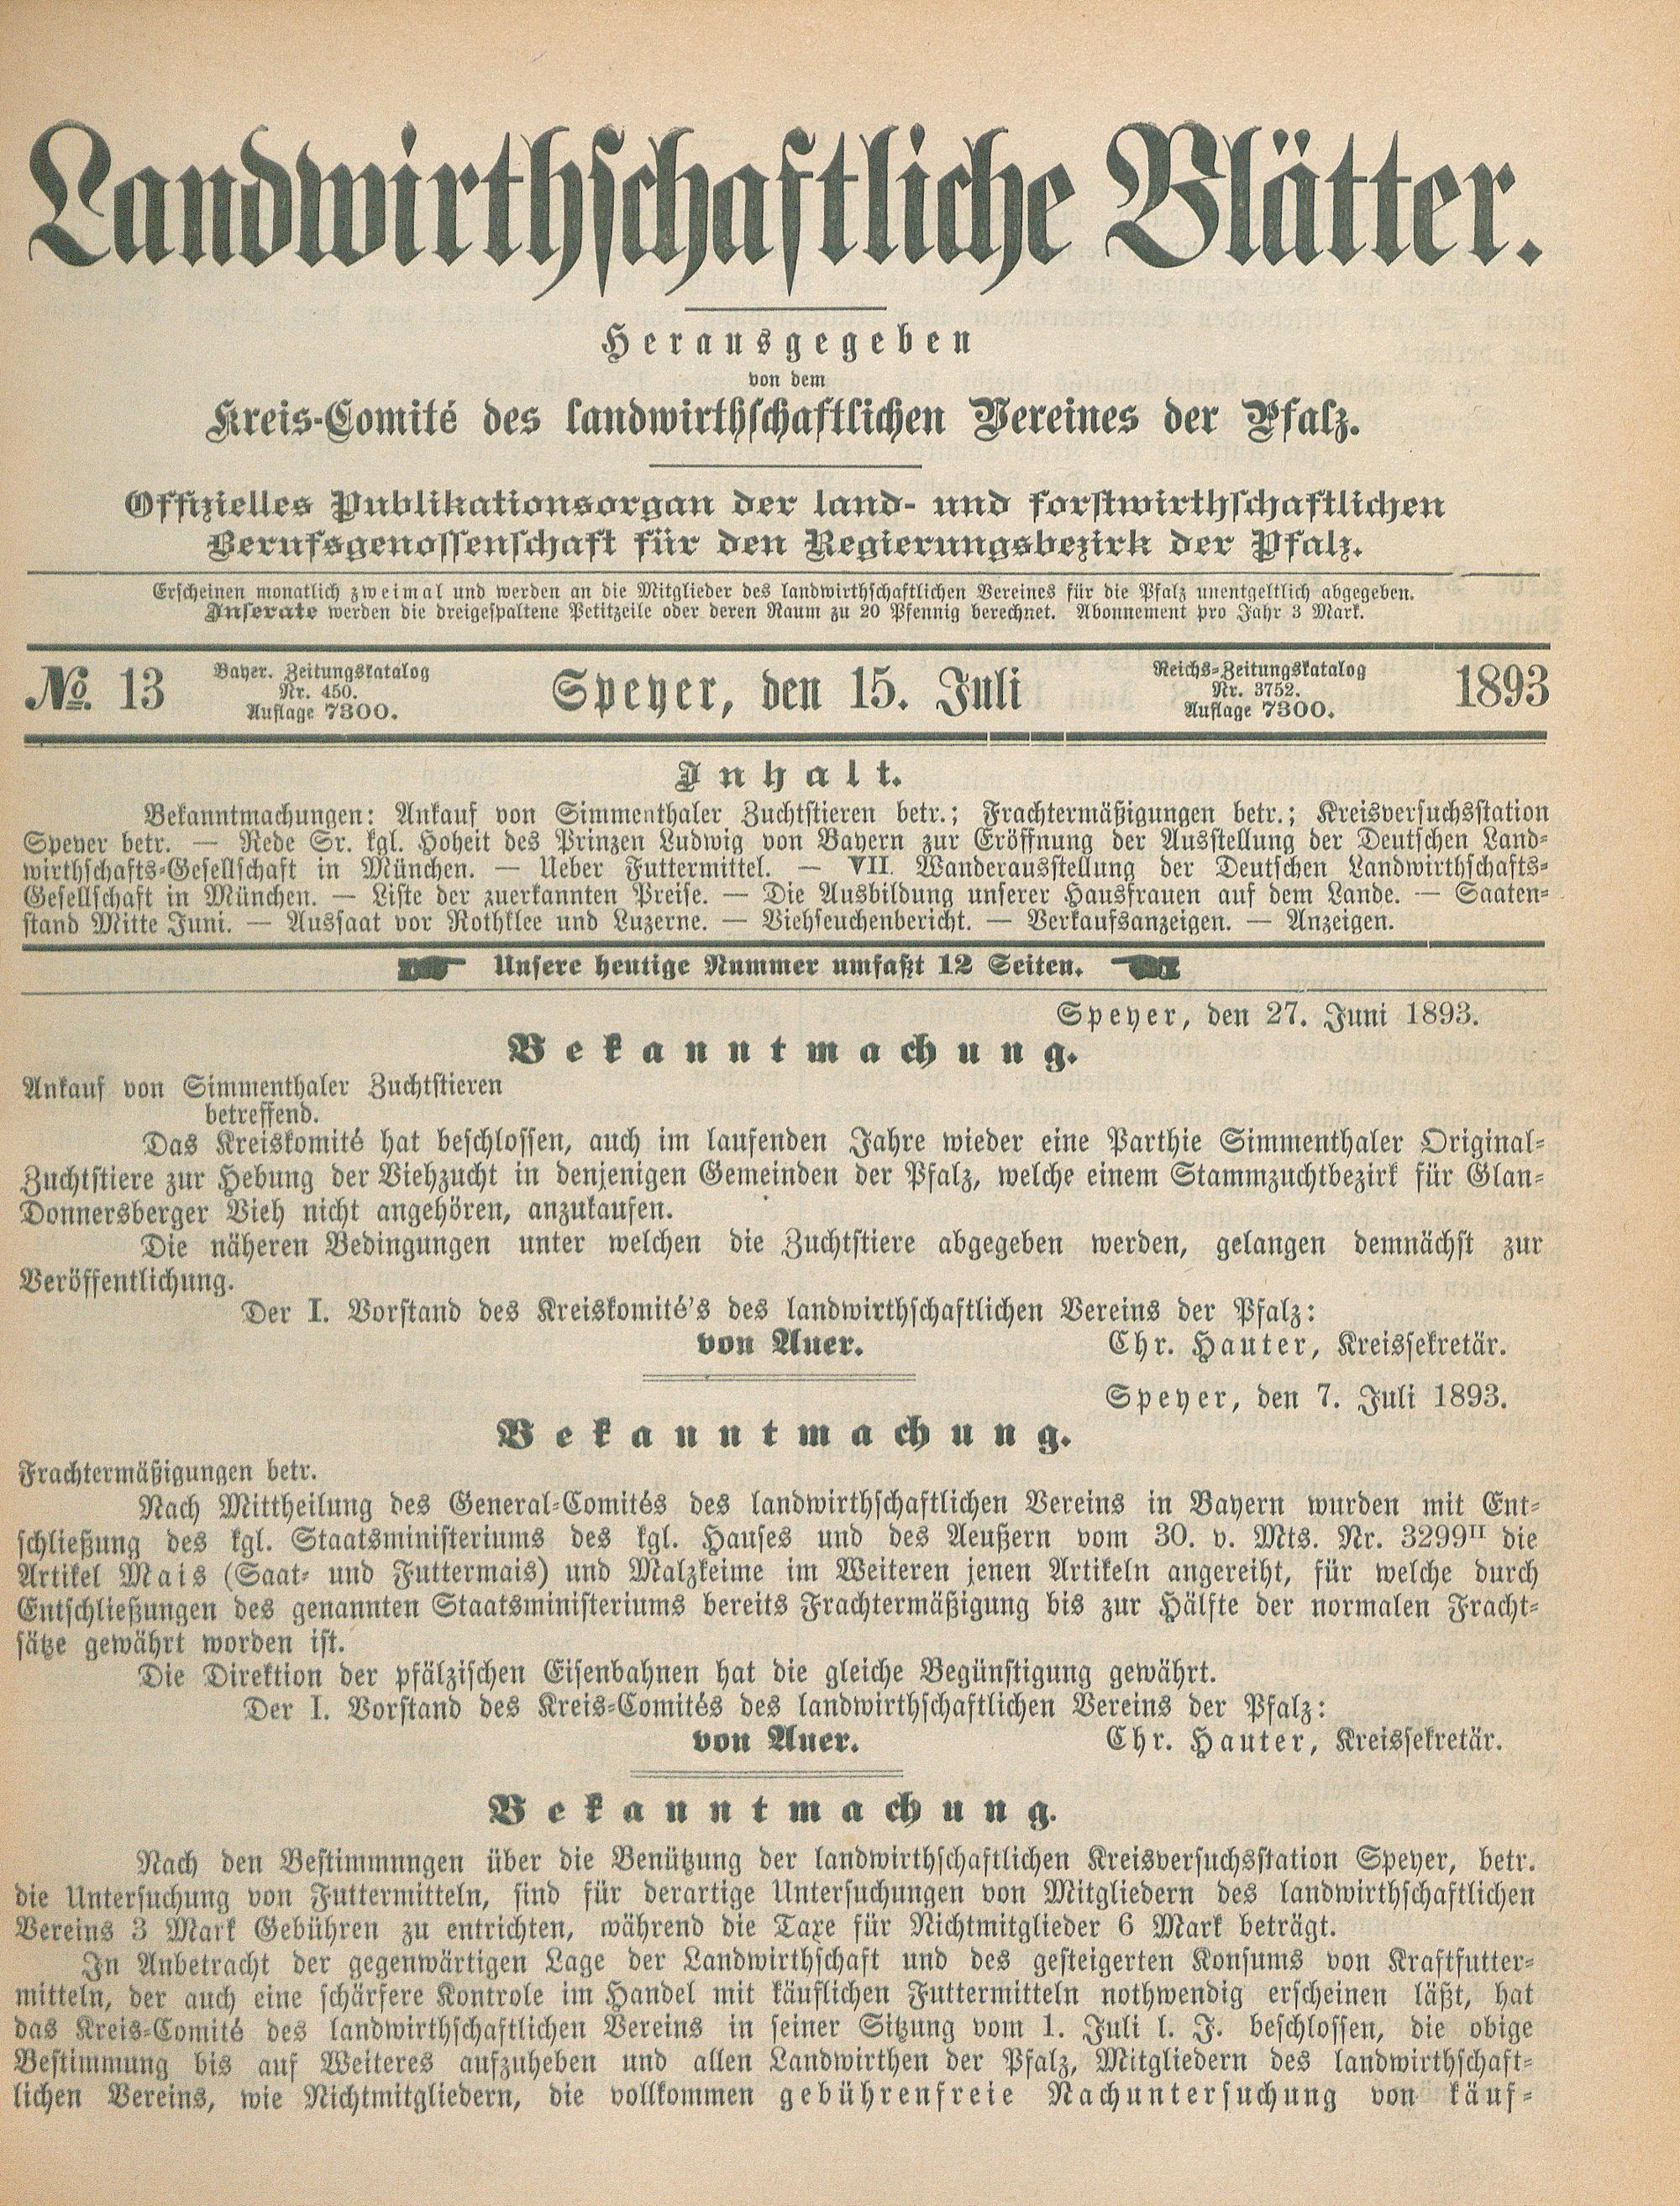 Landwirthschaftliche Blätter.
Herausgegeben
von dem
Kreis-Comité des landwirthschaftlichen Vereines der Pfalz.
Offizielles Publikationsorgan der land- und forstwirthschaftlichen
Berufsgenossenschaft für den Regierungsbezirk der Pfalz.
Erscheinen monatlich zweimal und werden an die Mitglieder des landwirthschaftlichen Vereines für die Pfalz unentgeltlich abgegeben.
Inserate werden die dreigespaltene Petitzeile oder deren Raum zu 20 Pfennig berechnet. Abonnement pro Jahr 3 Mark.
No. 13
Bayer. Zeitungskatalog
Nr. 450.
Auflage 7300.
Speyer, den 15. Juli
Reichs-Zeitungskatalog
Nr. 3752.
Auflage 7300.
1893
Inhalt.
Bekanntmachungen: Ankauf von Simmenthaler Zuchtstieren betr.; Frachtermäßigungen betr.; Kreisversuchsstation
Speyer betr. — Rede Sr. kgl. Hoheit des Prinzen Ludwig von Bayern zur Eröffnung der Ausstellung der Deutschen Land-
wirthschafts-Gesellschaft in München. — Ueber Futtermittel. — VII. Wanderausstellung der Deutschen Landwirthschafts-
Gesellschaft in München. — Liste der zuerkannten Preise. — Die Ausbildung unserer Hausfrauen auf dem Lande. — Saaten-
stand Mitte Juni. — Aussaat vor Rothklee und Luzerne. — Viehseuchenbericht. — Verkaufsanzeigen. — Anzeigen.
Unsere heutige Nummer umfaßt 12 Seiten.
Speyer, den 27. Juni 1893.
Bekanntmachung.
Ankauf von Simmenthaler Zuchtstieren
betreffend.
Das Kreiskomité hat beschlossen, auch im laufenden Jahre wieder eine Parthie Simmenthaler Original-
Zuchtstiere zur Hebung der Viehzucht in denjenigen Gemeinden der Pfalz, welche einem Stammzuchtbezirk für Glan-
Donnersberger Vieh nicht angehören, anzukaufen.
Die näheren Bedingungen unter welchen die Zuchtstiere abgegeben werden, gelangen demnächst zur
Veröffentlichung.
Der I. Vorstand des Kreiskomité's des landwirthschaftlichen Vereins der Pfalz:
von Auer. Chr. Hauter, Kreissekretär.
Speyer, den 7. Juli 1893.
Bekanntmachung.
Frachtermäßigungen betr.
Nach Mittheilung des General-Comités des landwirthschaftlichen Vereins in Bayern wurden mit Ent-
schließung des kgl. Staatsministeriums des kgl. Hauses und des Aeußern vom 30. v. Mts. Nr. 3299II die
Artikel Mais (Saat- und Futtermais) und Malzkeime im Weiteren jenen Artikeln angereiht, für welche durch
Entschließungen des genannten Staatsministeriums bereits Frachtermäßigung bis zur Hälfte der normalen Fracht-
sätze gewährt worden ist.
Die Direktion der pfälzischen Eisenbahnen hat die gleiche Begünstigung gewährt.
Der I. Vorstand des Kreis-Comités des landwirthschaftlichen Vereins der Pfalz:
von Auer. Chr. Hauter, Kreissekretär.
Bekanntmachung.
Nach den Bestimmungen über die Benützung der landwirthschaftlichen Kreisversuchsstation Speyer, betr.
die Untersuchung von Futtermitteln, sind für derartige Untersuchungen von Mitgliedern des landwirthschaftlichen
Vereins 3 Mark Gebühren zu entrichten, während die Taxe für Nichtmitglieder 6 Mark beträgt.
In Anbetracht der gegenwärtigen Lage der Landwirthschaft und des gesteigerten Konsums von Kraftfutter-
mitteln, der auch eine schärfere Kontrole im Handel mit käuflichen Futtermitteln nothwendig erscheinen läßt, hat
das Kreis-Comité des landwirthschaftlichen Vereins in seiner Sitzung vom 1. Juli l. J. beschlossen, die obige
Bestimmung bis auf Weiteres aufzuheben und allen Landwirthen der Pfalz, Mitgliedern des landwirthschaft-
lichen Vereins, wie Nichtmitgliedern, die vollkommen gebührenfreie Nachuntersuchung von käuf-